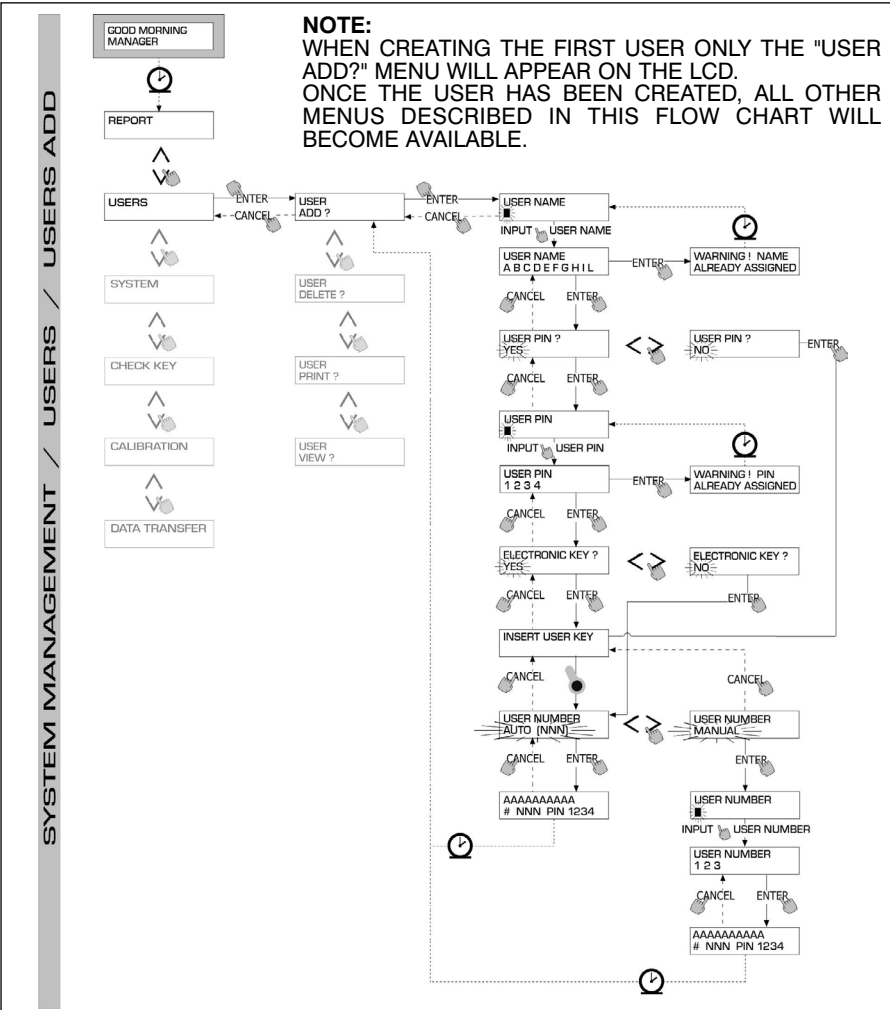 SYSTEM MANAGEMENT / USERS / USERS ADD
GOOD MORNING
MANAGER
NOTE:
WHEN CREATING THE FIRST USER ONLY THE "USER
ADD?" MENU WILL APPEAR ON THE LCD.
ONCE THE USER HAS BEEN CREATED, ALL OTHER
MENUS DESCRIBED IN THIS FLOW CHART WILL
BECOME AVAILABLE.
REPORT
USERS
ENTER
CANCEL
USER
ADD ?
ENTER
CANCEL
USER NAME
INPUT USER NAME
SYSTEM
USER
DELETE ?
USER NAME
A B C D E F G H I L
ENTER
WARNING ! NAME
ALREADY ASSIGNED
CANCEL ENTER
CHECK KEY
USER
PRINT ?
USER PIN ?
YES
< >
USER PIN ?
NO
ENTER
CANCEL ENTER
CALIBRATION
USER
VIEW ?
USER PIN
INPUT USER PIN
DATA TRANSFER
USER PIN
1 2 3 4
ENTER
WARNING ! PIN
ALREADY ASSIGNED
CANCEL ENTER
ELECTRONIC KEY ?
YES
< >
ELECTRONIC KEY ?
NO
CANCEL ENTER
ENTER
INSERT USER KEY
CANCEL
CANCEL
USER NUMBER
AUTO (NNN)
< >
USER NUMBER
MANUAL
CANCEL ENTER
ENTER
AAAAAAAAAA
# NNN PIN 1234
USER NUMBER
INPUT USER NUMBER
USER NUMBER
1 2 3
CANCEL ENTER
AAAAAAAAAA
# NNN PIN 1234